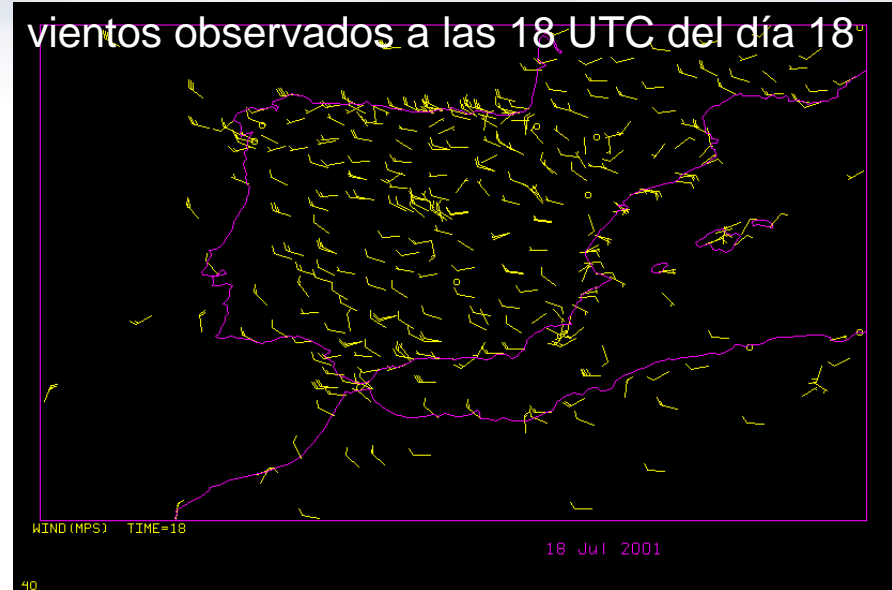 vientos observados a las 18 UTC del día 18
WIND(MPS) TIME=18
18 Jul 2001
40